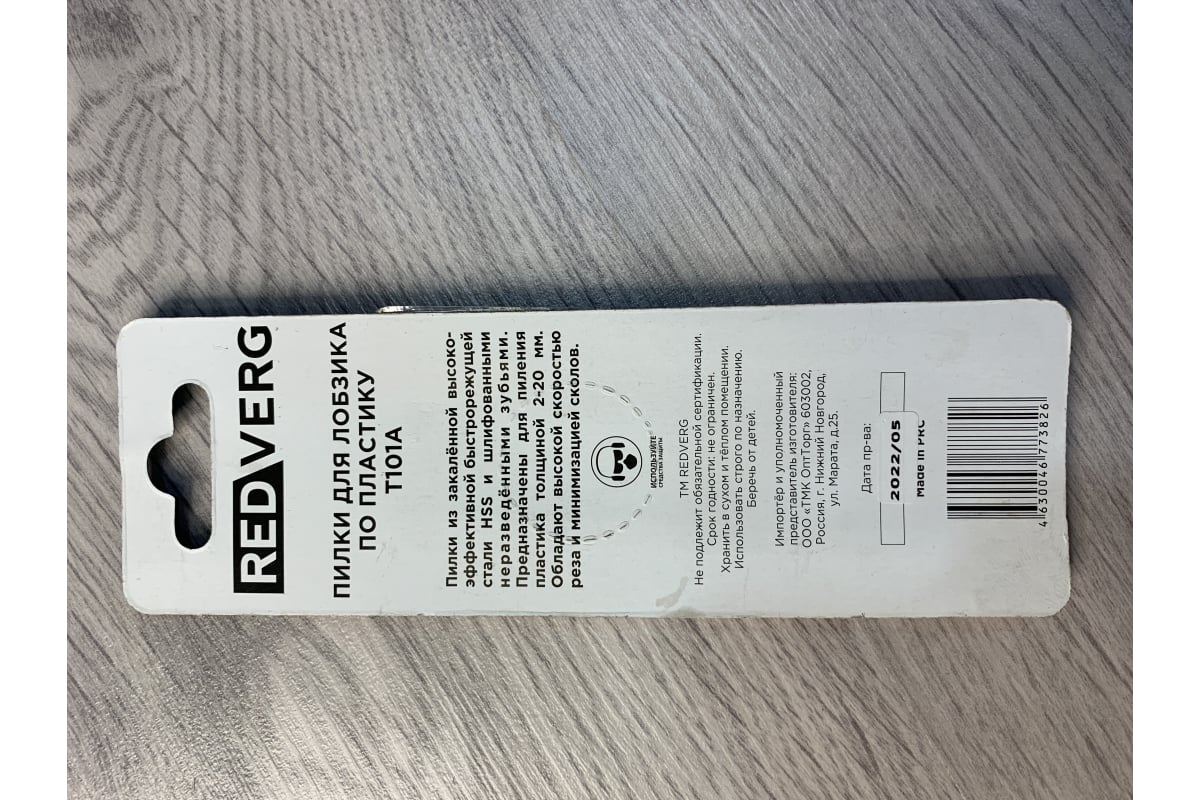 REDVERG
ПИЛКИ ДЛЯ ЛОБЗИКА
ПО ПЛАСТИКУ
T101A
Пилки из закалённой высоко-
эффективной быстрорежущей
стали HSS и шлифованными
неразведёнными зубьями.
Предназначены для пиления
пластика толщиной 2-20 мм.
Обладают высокой скоростью
реза и минимизацией сколов.
ИСПОЛЬЗУЙТЕ
СРЕДСТВА ЗАЩИТЫ
TM REDVERG
Не подлежит обязательной сертификации.
Срок годности: не ограничен.
Хранить в сухом и тёплом помещении.
Использовать строго по назначению.
Беречь от детей.
Импортёр и уполномоченный
представитель изготовителя:
ООО «ТМК ОптТорг» 603002,
Россия, г. Нижний Новгород,
ул. Марата, д.25.
Дата пр-ва:
2022/05
Made in PRC
4630046773826